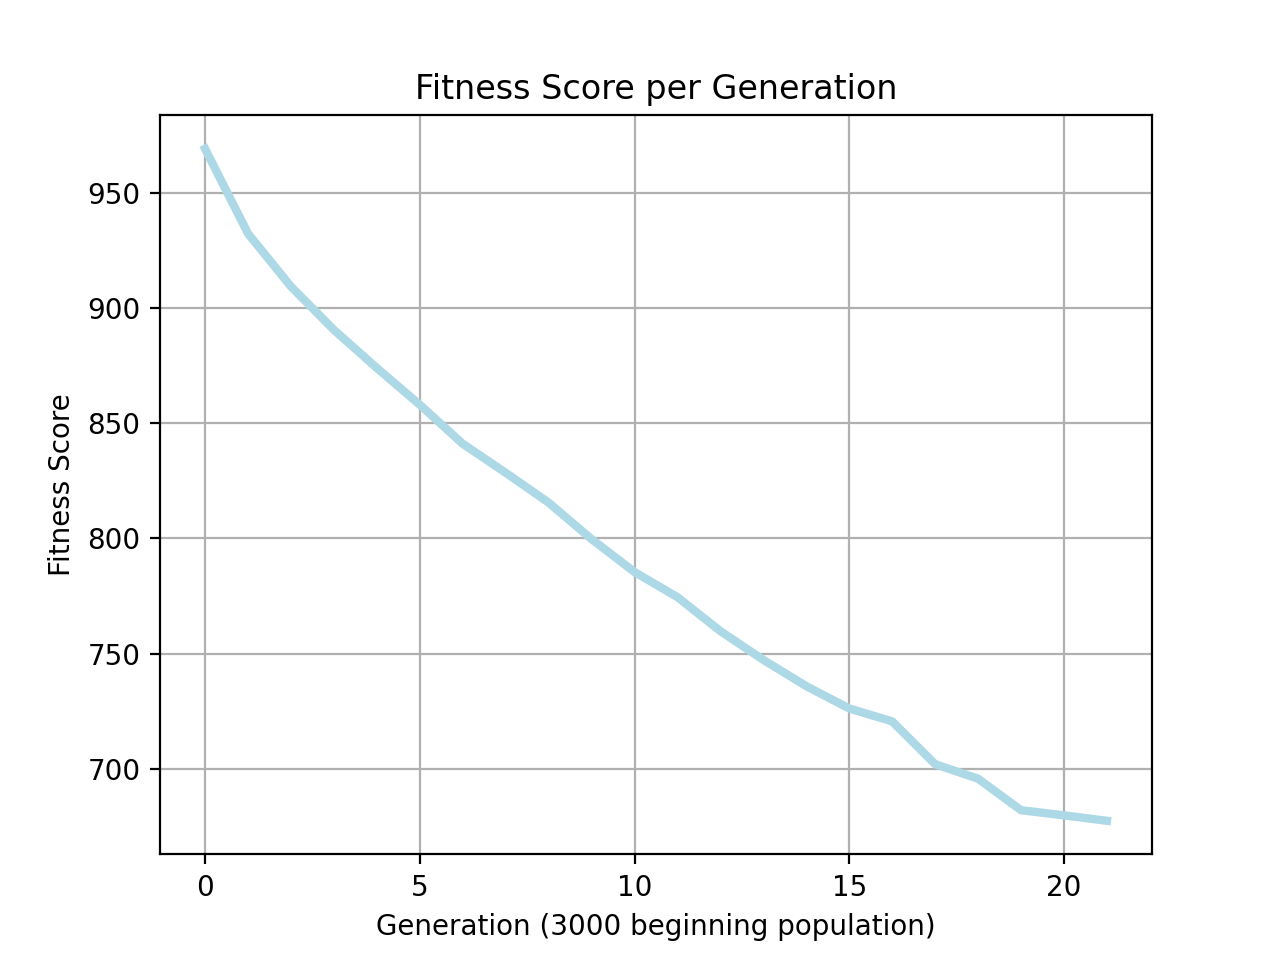 Fitness Score per Generation
Fitness Score
950
900
850
800
750
700
0 5 10 15 20
Generation (3000 beginning population)